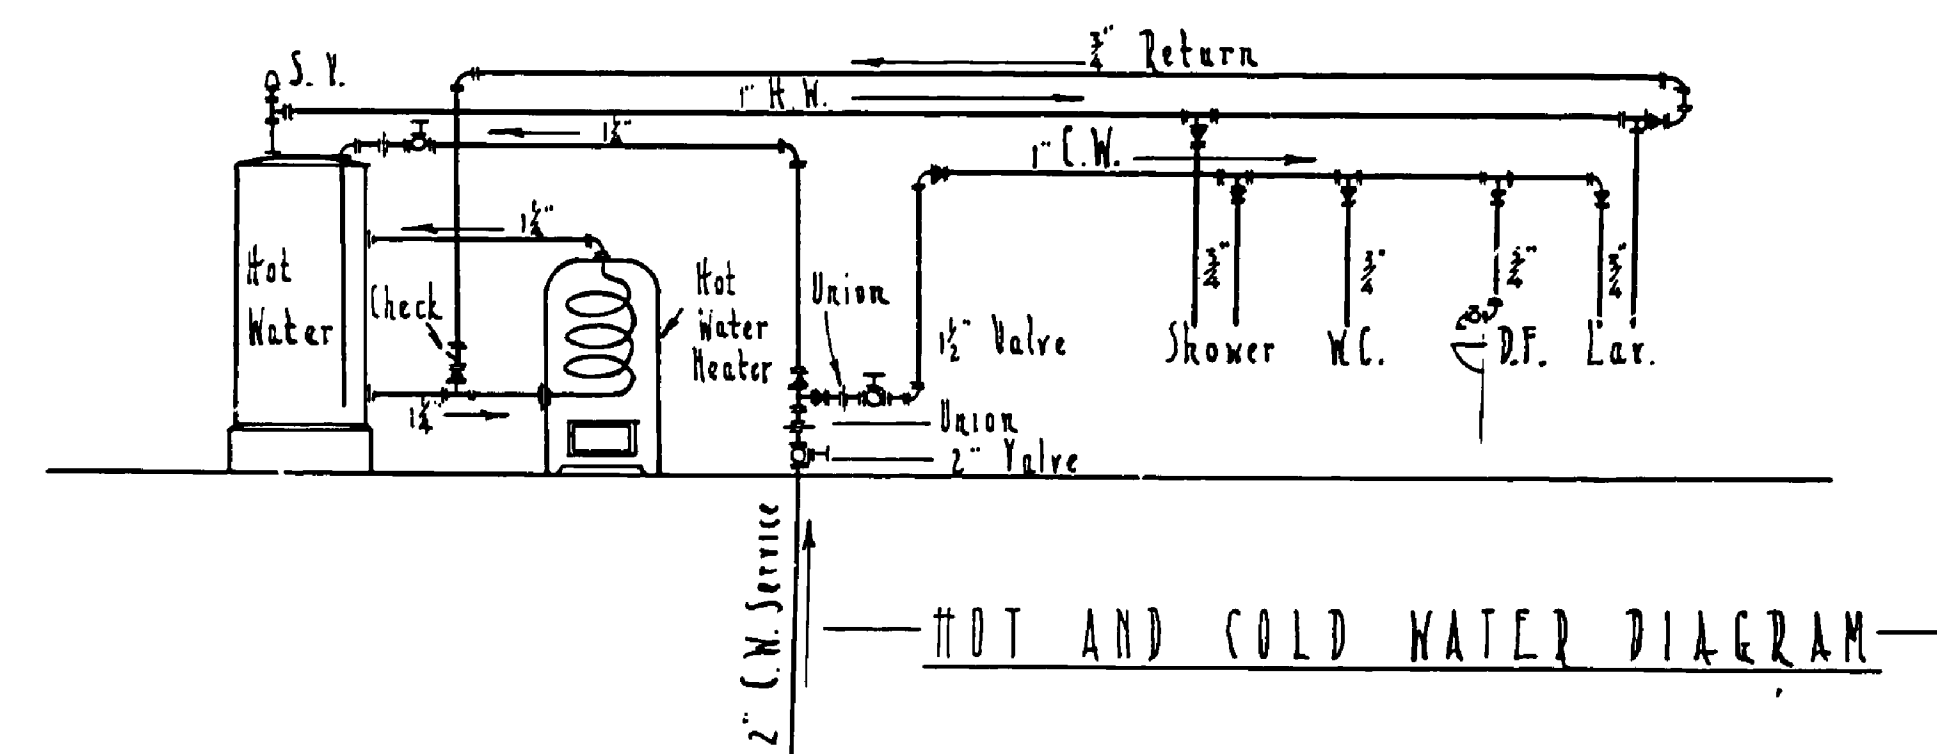 3/4" Return
S. V.
1" H.W.
1 1/4"
1" C.W.
1 1/4"
Hot
Water
Check
Hot
Water
Heater
Union
3/4"
3/4"
3/4"
3/4"
1 1/2" Valve
Shower
W.C.
D.F.
Lav.
1 1/4"
Union
2" Valve
2" C.W. Service
HOT AND COLD WATER DIAGRAM